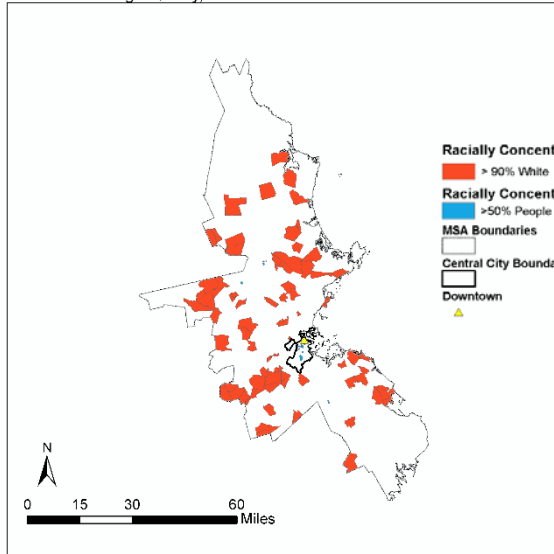 Racially Concent
> 90% White
Racially Concent
>50% People
MSA Boundaries
Central City Bounda
Downtown
N
0 15 30 60
Miles